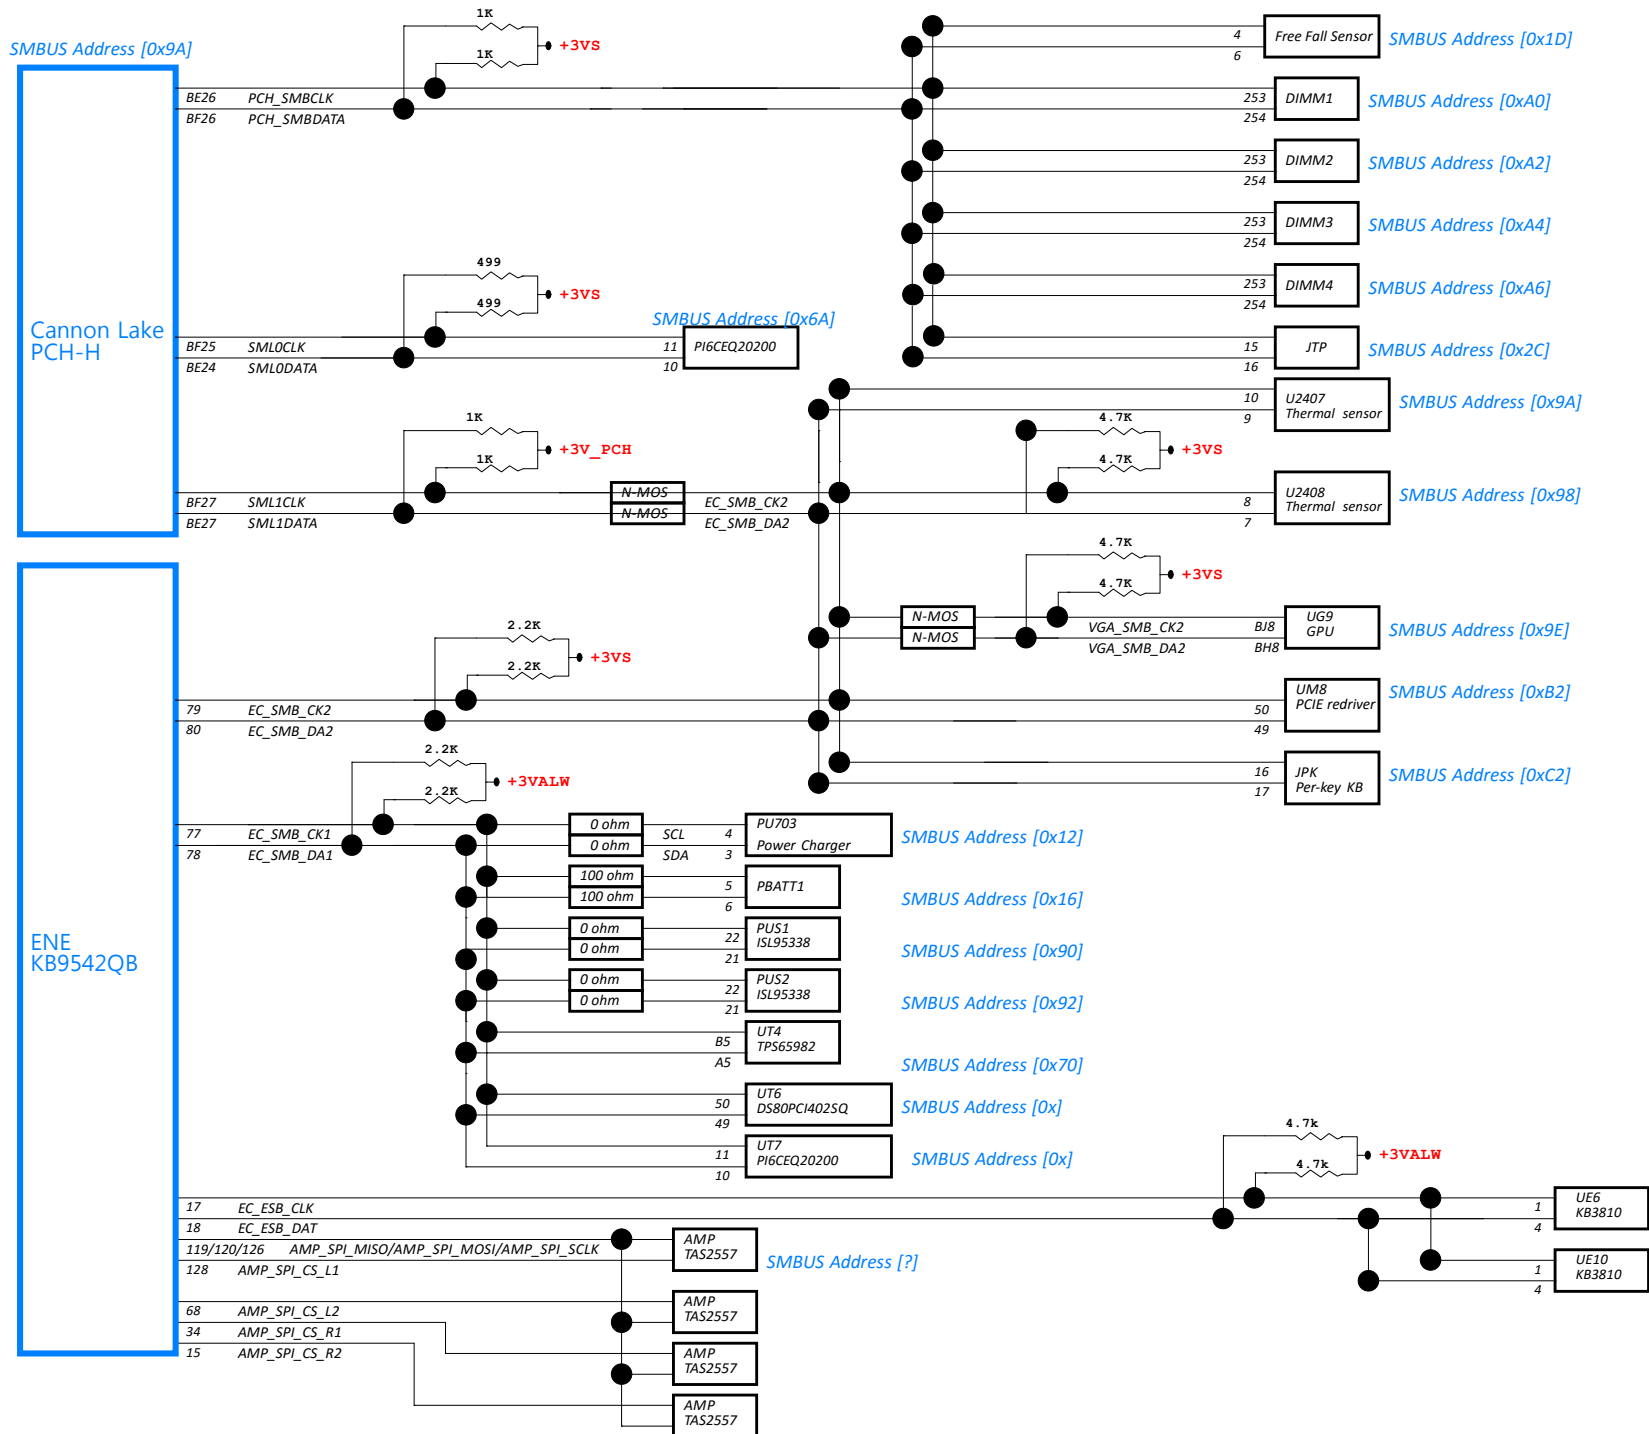 SMBUS Address [0x9A]
1K
+3VS
1K
BE26 PCH_SMBCLK
BF26 PCH_SMBDATA
4
6
Free Fall Sensor
SMBUS Address [0x1D]
253
254
DIMM1
SMBUS Address [0xA0]
253
254
DIMM2
SMBUS Address [0xA2]
253
254
DIMM3
SMBUS Address [0xA4]
253
254
DIMM4
SMBUS Address [0xA6]
15
16
JTP
SMBUS Address [0x2C]
Cannon Lake
PCH-H
499
+3VS
499
BF25 SML0CLK
BE24 SML0DATA
SMBUS Address [0x6A]
11
10
PI6CEQ20200
1K
+3V_PCH
1K
BF27 SML1CLK
BE27 SML1DATA
N-MOS
N-MOS
EC_SMB_CK2
EC_SMB_DA2
10
9
U2407
Thermal sensor
SMBUS Address [0x9A]
4.7K
+3VS
4.7K
8
7
U2408
Thermal sensor
SMBUS Address [0x98]
4.7K
+3VS
4.7K
N-MOS
N-MOS
VGA_SMB_CK2
VGA_SMB_DA2
BJ8
BH8
UG9
GPU
SMBUS Address [0x9E]
ENE
KB9542QB
2.2K
+3VS
2.2K
79 EC_SMB_CK2
80 EC_SMB_DA2
50
49
UM8
PCIE redriver
SMBUS Address [0xB2]
16
17
JPK
Per-key KB
SMBUS Address [0xC2]
2.2K
+3VALW
2.2K
77 EC_SMB_CK1
78 EC_SMB_DA1
0 ohm
0 ohm
SCL 4
SDA 3
PU703
Power Charger
SMBUS Address [0x12]
100 ohm
100 ohm
5
6
PBATT1
SMBUS Address [0x16]
0 ohm
0 ohm
22
21
PUS1
ISL95338
SMBUS Address [0x90]
0 ohm
0 ohm
22
21
PUS2
ISL95338
SMBUS Address [0x92]
B5
A5
UT4
TPS65982
SMBUS Address [0x70]
50
49
UT6
DS80PCI402SQ
SMBUS Address [0x]
11
10
UT7
PI6CEQ20200
SMBUS Address [0x]
4.7k
+3VALW
4.7k
17 EC_ESB_CLK
18 EC_ESB_DAT
1
4
UE6
KB3810
1
4
UE10
KB3810
119/120/126 AMP_SPI_MISO/AMP_SPI_MOSI/AMP_SPI_SCLK
128 AMP_SPI_CS_L1
AMP
TAS2557
SMBUS Address [?]
68 AMP_SPI_CS_L2
34 AMP_SPI_CS_R1
15 AMP_SPI_CS_R2
AMP
TAS2557
AMP
TAS2557
AMP
TAS2557